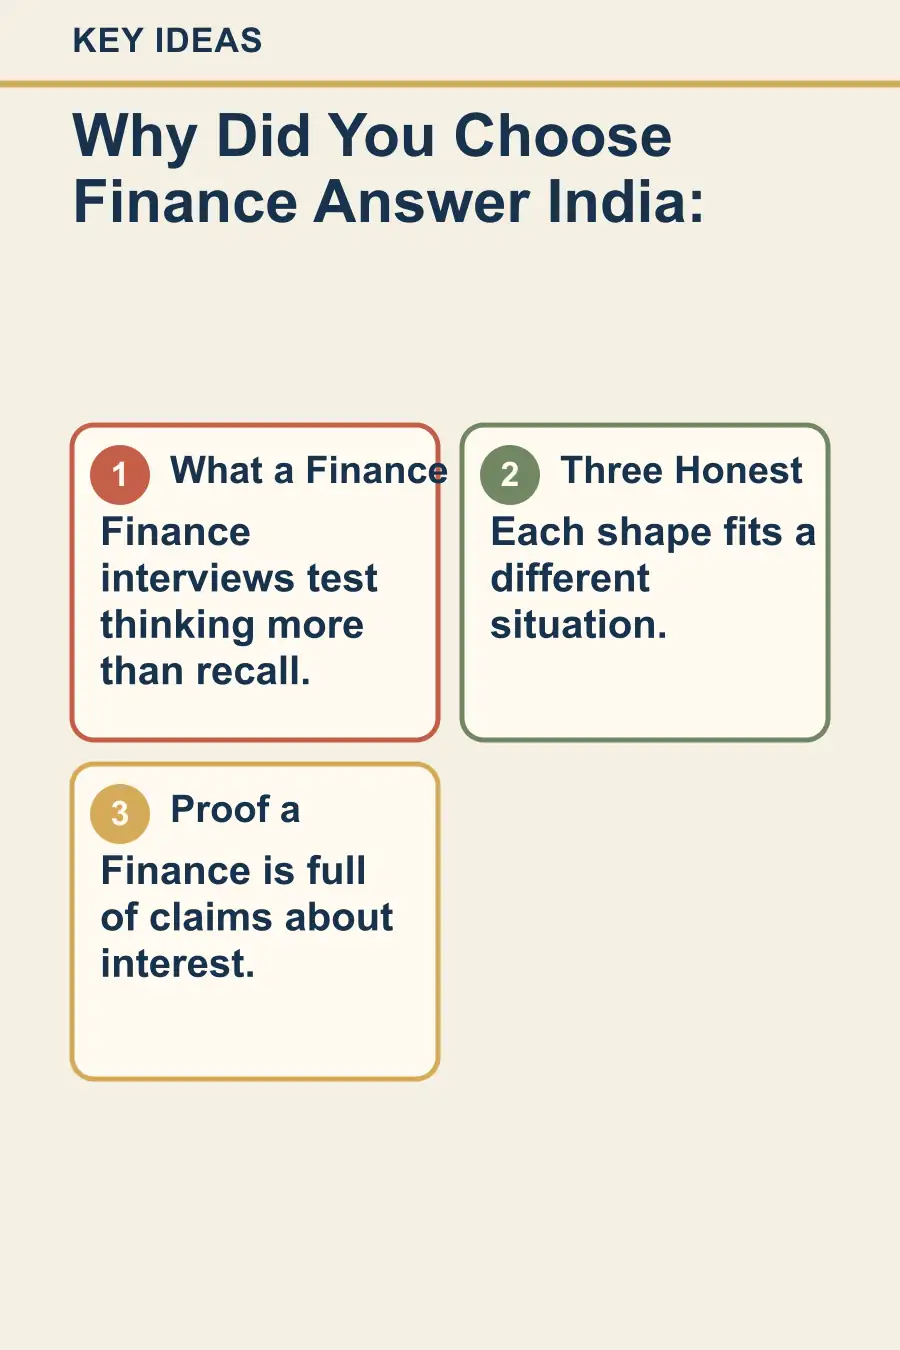 KEY IDEAS
Why Did You Choose
Finance Answer India:
1 What a Finance
Finance
interviews test
thinking more
than recall.
2 Three Honest
Each shape fits a
different
situation.
3 Proof a
Finance is full
of claims about
interest.